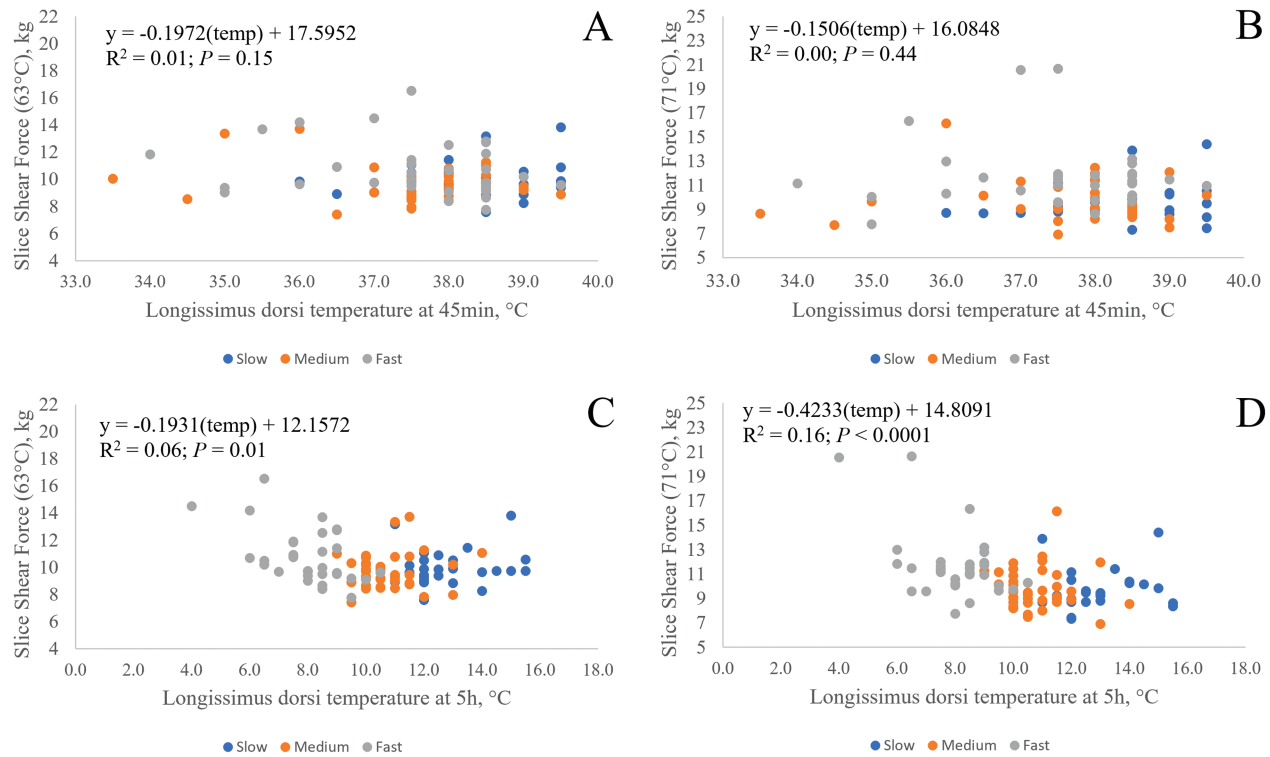 A
y = -0.1972(temp) + 17.5952
R² = 0.01; P = 0.15
Slice Shear Force (63°C), kg
22
20
18
16
14
12
10
8
6
4
33.0 34.0 35.0 36.0 37.0 38.0 39.0 40.0
Longissimus dorsi temperature at 45min, °C
Slow Medium Fast
B
y = -0.1506(temp) + 16.0848
R² = 0.00; P = 0.44
Slice Shear Force (71°C), kg
25
23
21
19
17
15
13
11
9
7
5
33.0 34.0 35.0 36.0 37.0 38.0 39.0 40.0
Longissimus dorsi temperature at 45min, °C
Slow Medium Fast
C
y = -0.1931(temp) + 12.1572
R² = 0.06; P = 0.01
Slice Shear Force (63°C), kg
22
20
18
16
14
12
10
8
6
4
0.0 2.0 4.0 6.0 8.0 10.0 12.0 14.0 16.0 18.0
Longissimus dorsi temperature at 5h, °C
Slow Medium Fast
D
y = -0.4233(temp) + 14.8091
R² = 0.16; P < 0.0001
Slice Shear Force (71°C), kg
25
23
21
19
17
15
13
11
9
7
5
0.0 2.0 4.0 6.0 8.0 10.0 12.0 14.0 16.0 18.0
Longissimus dorsi temperature at 5h, °C
Slow Medium Fast